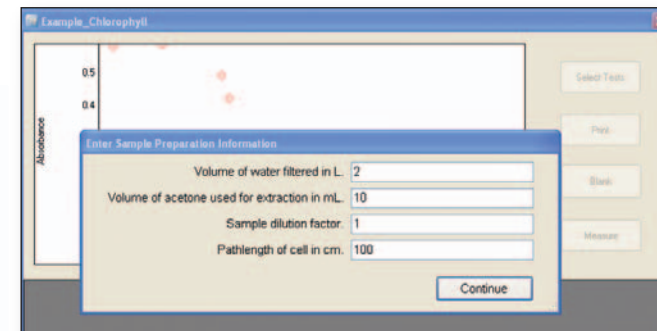 Example_Chlorophyll
0.5
0.4
Absorbance
Select Tests
Print
Blank
Measure
Enter Sample Preparation Information
Volume of water filtered in L. 2
Volume of acetone used for extraction in mL. 10
Sample dilution factor. 1
Pathlength of cell in cm. 100
Continue